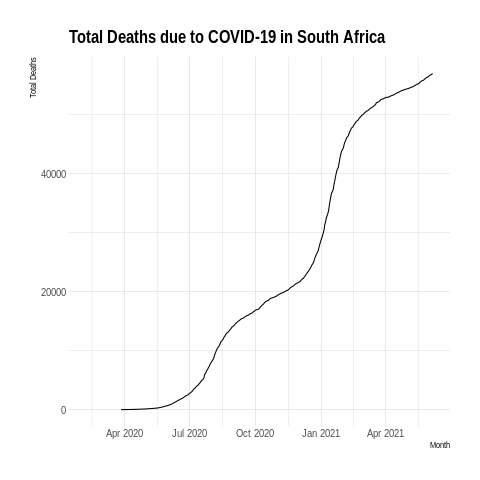 Total Deaths due to COVID-19 in South Africa
Total Deaths
40000
20000
0
Apr 2020 Jul 2020 Oct 2020 Jan 2021 Apr 2021
Month